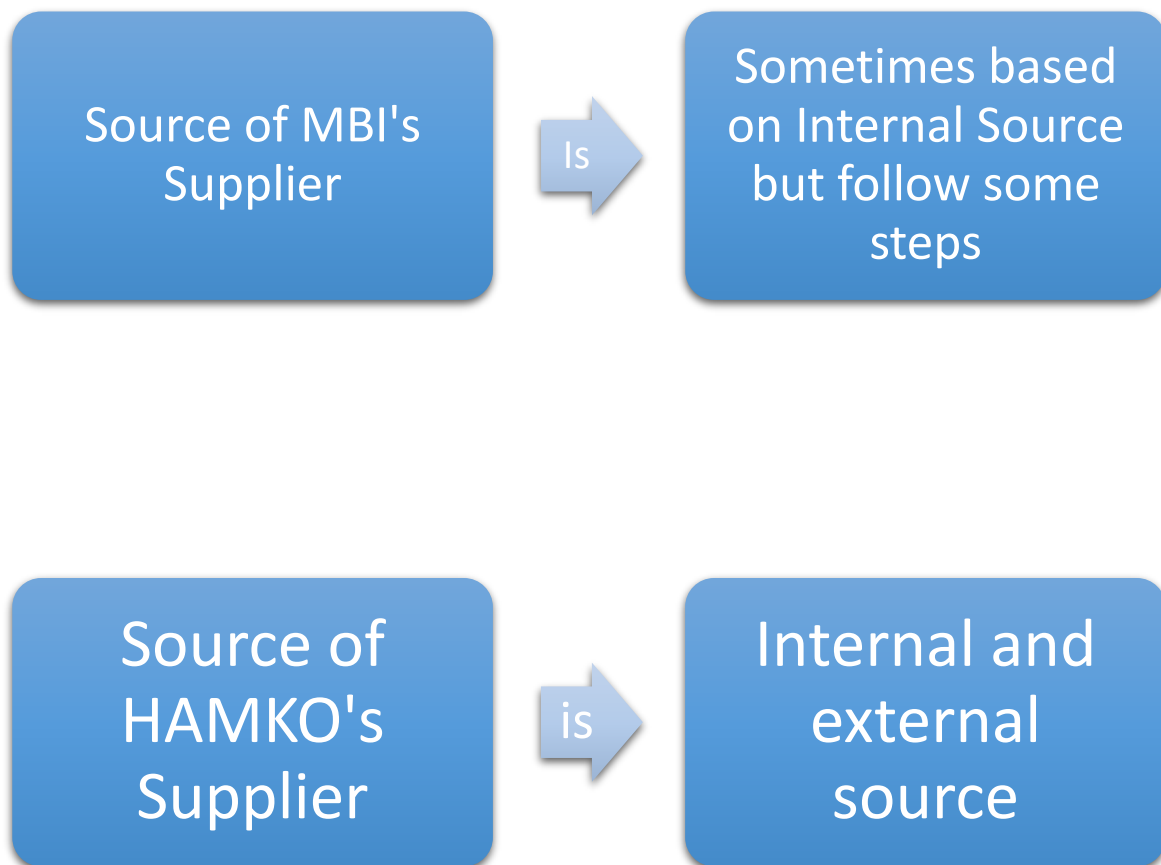 Source of MBI's
Supplier
Is
Sometimes based
on Internal Source
but follow some
steps
Source of
HAMKO's
Supplier
is
Internal and
external
source